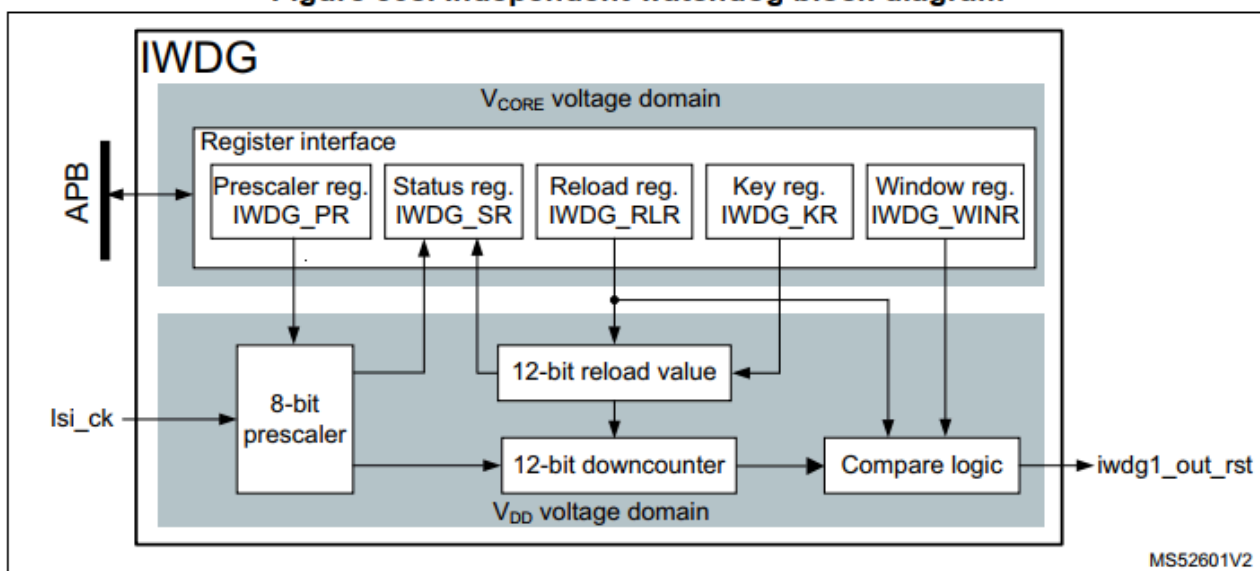 IWDG
VCORE voltage domain
Register interface
APB
Prescaler reg.
IWDG_PR
Status reg.
IWDG_SR
Reload reg.
IWDG_RLR
Key reg.
IWDG_KR
Window reg.
IWDG_WINR
lsi_ck
8-bit
prescaler
12-bit reload value
12-bit downcounter
Compare logic
iwdg1_out_rst
VDD voltage domain
MS52601V2